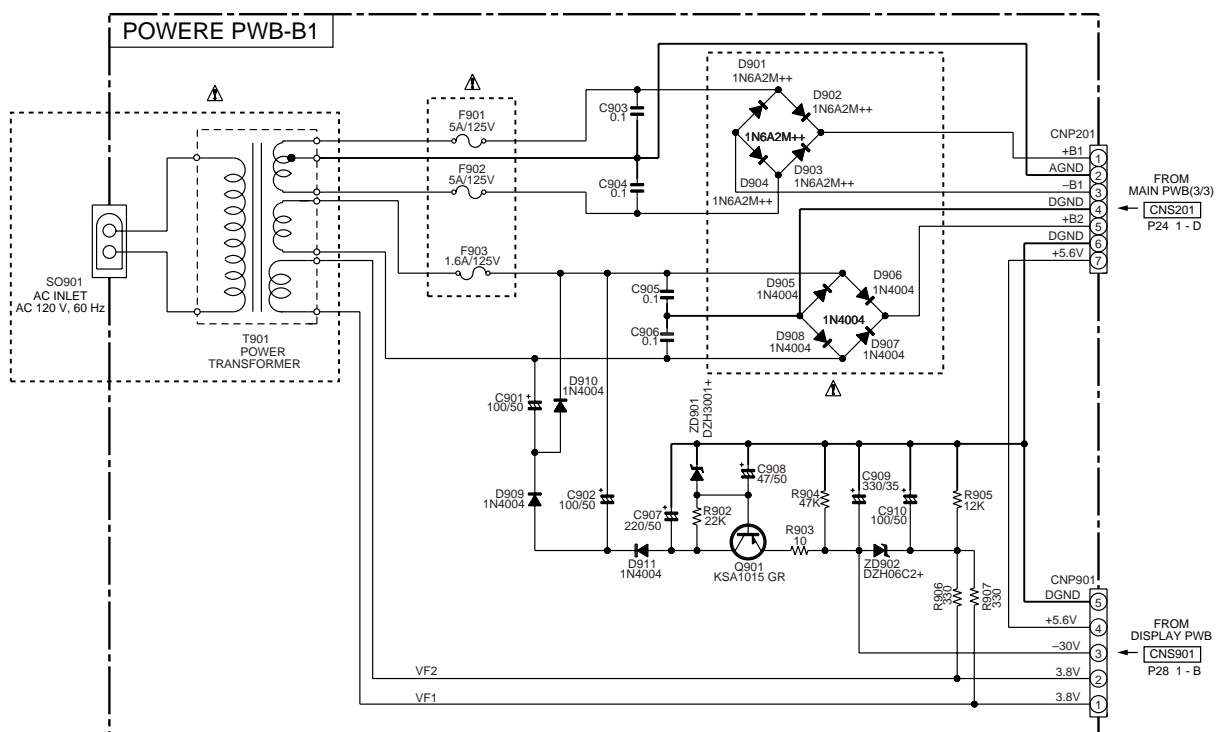 POWERE PWB-B1
D901
1N6A2M++
D902
1N6A2M++
1N6A2M++
D903
1N6A2M++
D904
1N6A2M++
F901
5A/125V
F902
5A/125V
F903
1.6A/125V
C903
0.1
C904
0.1
CNP201
+B1
1
AGND
2
–B1
3
DGND
4
+B2
5
DGND
6
+5.6V
7
FROM
MAIN PWB(3/3)
CNS201
P24 1 - D
SO901
AC INLET
AC 120 V, 60 Hz
T901
POWER
TRANSFORMER
C905
0.1
C906
0.1
D905
1N4004
D906
1N4004
1N4004
D908
1N4004
D907
1N4004
C901
100/50
D910
1N4004
D909
1N4004
C902
100/50
ZD901
DZH3001+
C907
220/50
R902
22K
C908
47/50
R904
47K
C909
330/35
C910
100/50
R905
12K
D911
1N4004
Q901
KSA1015 GR
R903
10
ZD902
DZH06C2+
R906
330
R907
330
CNP901
DGND
5
+5.6V
4
–30V
3
3.8V
2
3.8V
1
VF2
VF1
FROM
DISPLAY PWB
CNS901
P28 1 - B